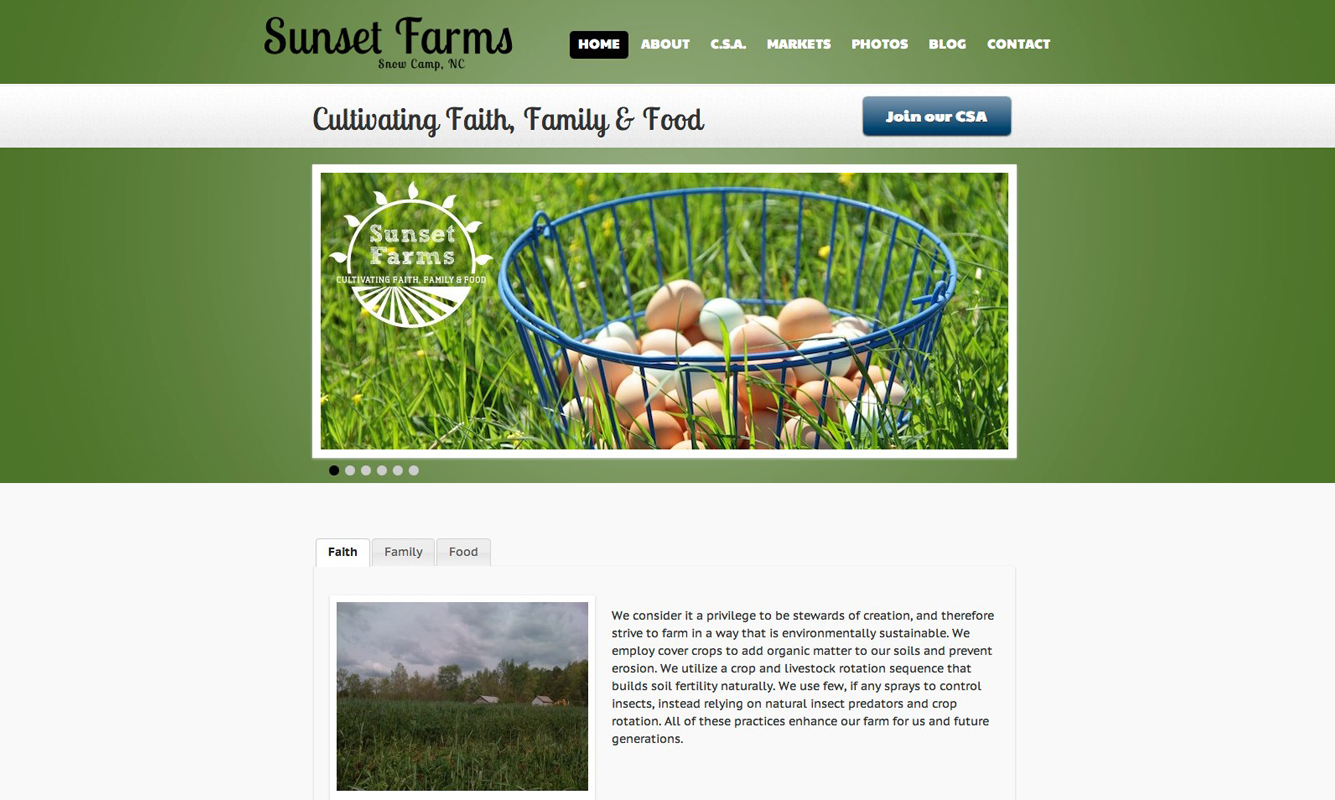 Sunset Farms
Snow Camp, NC
HOME ABOUT C.S.A. MARKETS PHOTOS BLOG CONTACT
Cultivating Faith, Family & Food
Join our CSA
Sunset
Farms
CULTIVATING FAITH, FAMILY & FOOD
Faith Family Food
We consider it a privilege to be stewards of creation, and therefore
strive to farm in a way that is environmentally sustainable. We
employ cover crops to add organic matter to our soils and prevent
erosion. We utilize a crop and livestock rotation sequence that
builds soil fertility naturally. We use few, if any sprays to control
insects, instead relying on natural insect predators and crop
rotation. All of these practices enhance our farm for us and future
generations.